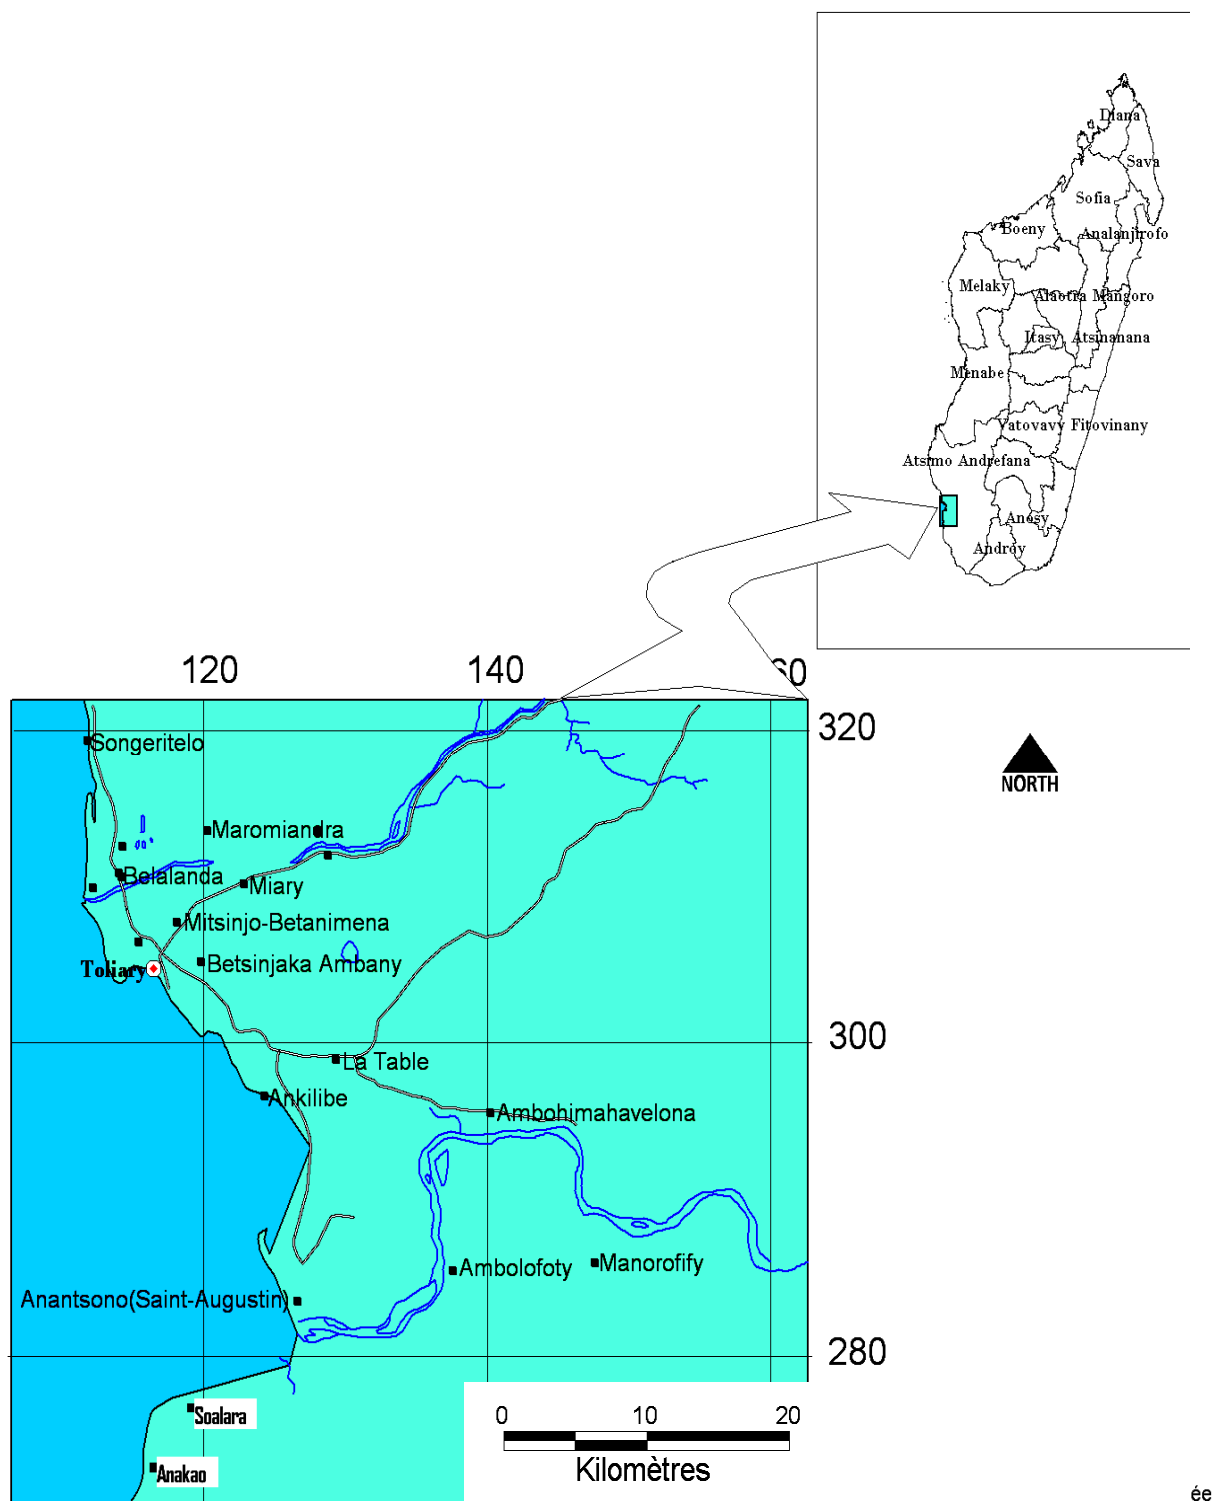 Diana
Sava
Sofia
Boeny
Analanjirofo
Melaky
Alaotra Mangoro
Itasy
Atsinanana
Menabe
Vatovavy Fitovinany
Atsimo Andrefana
Anosy
Androy
120
140
60
320
NORTH
Songeritelo
Maromiandra
Belalanda
Miary
Mitsinjo-Betanimena
Toliary
Betsinjaka Ambany
300
La Table
Ankilibe
Ambohimahavelona
Ambolofoty
Manorofify
Anantsono(Saint-Augustin)
280
Soalara
0 10 20
Kilomètres
Anakao
ée